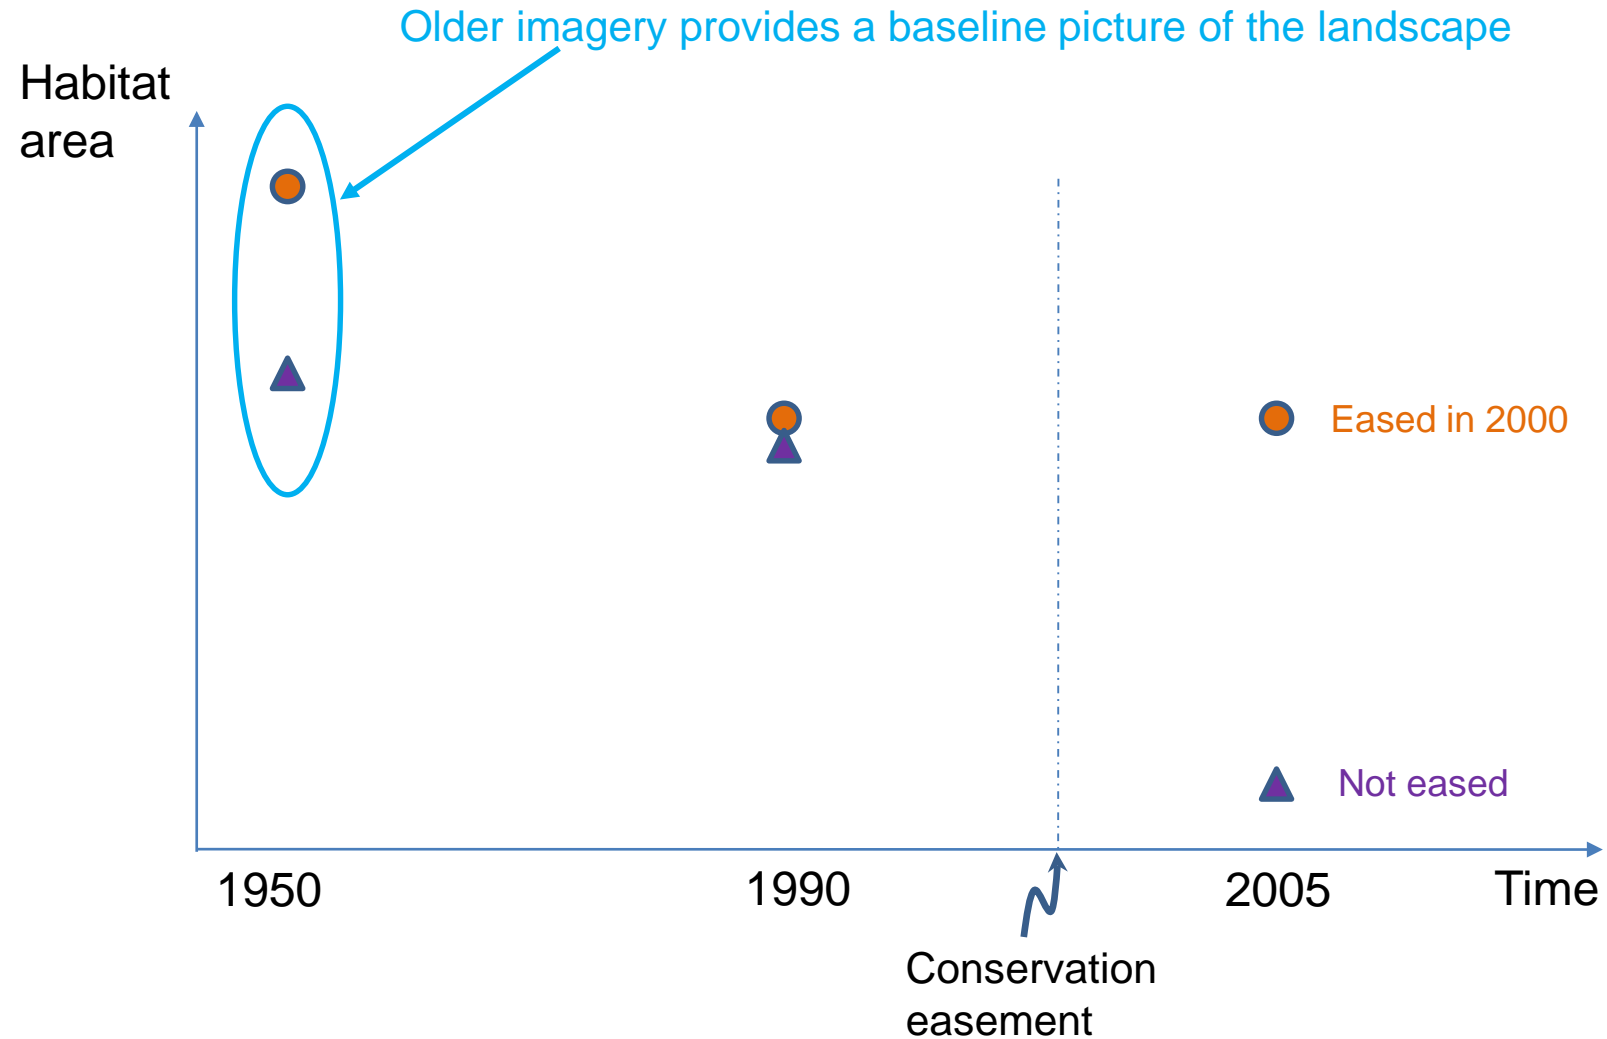 Older imagery provides a baseline picture of the landscape
Habitat
area
Eased in 2000
Not eased
1950
1990
2005
Time
Conservation
easement